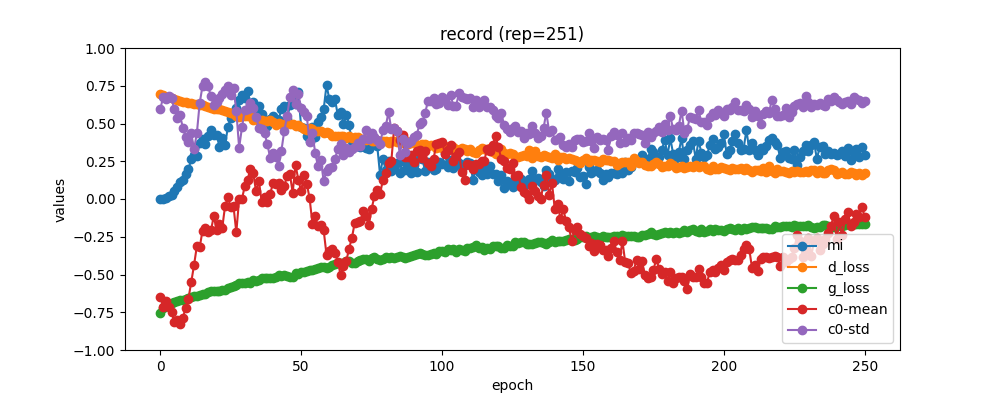 record (rep=251)
1.00
0.75
0.50
0.25
0.00
−0.25
−0.50
−0.75
−1.00
values
0
50
100
150
200
250
epoch
mi
d_loss
g_loss
c0-mean
c0-std